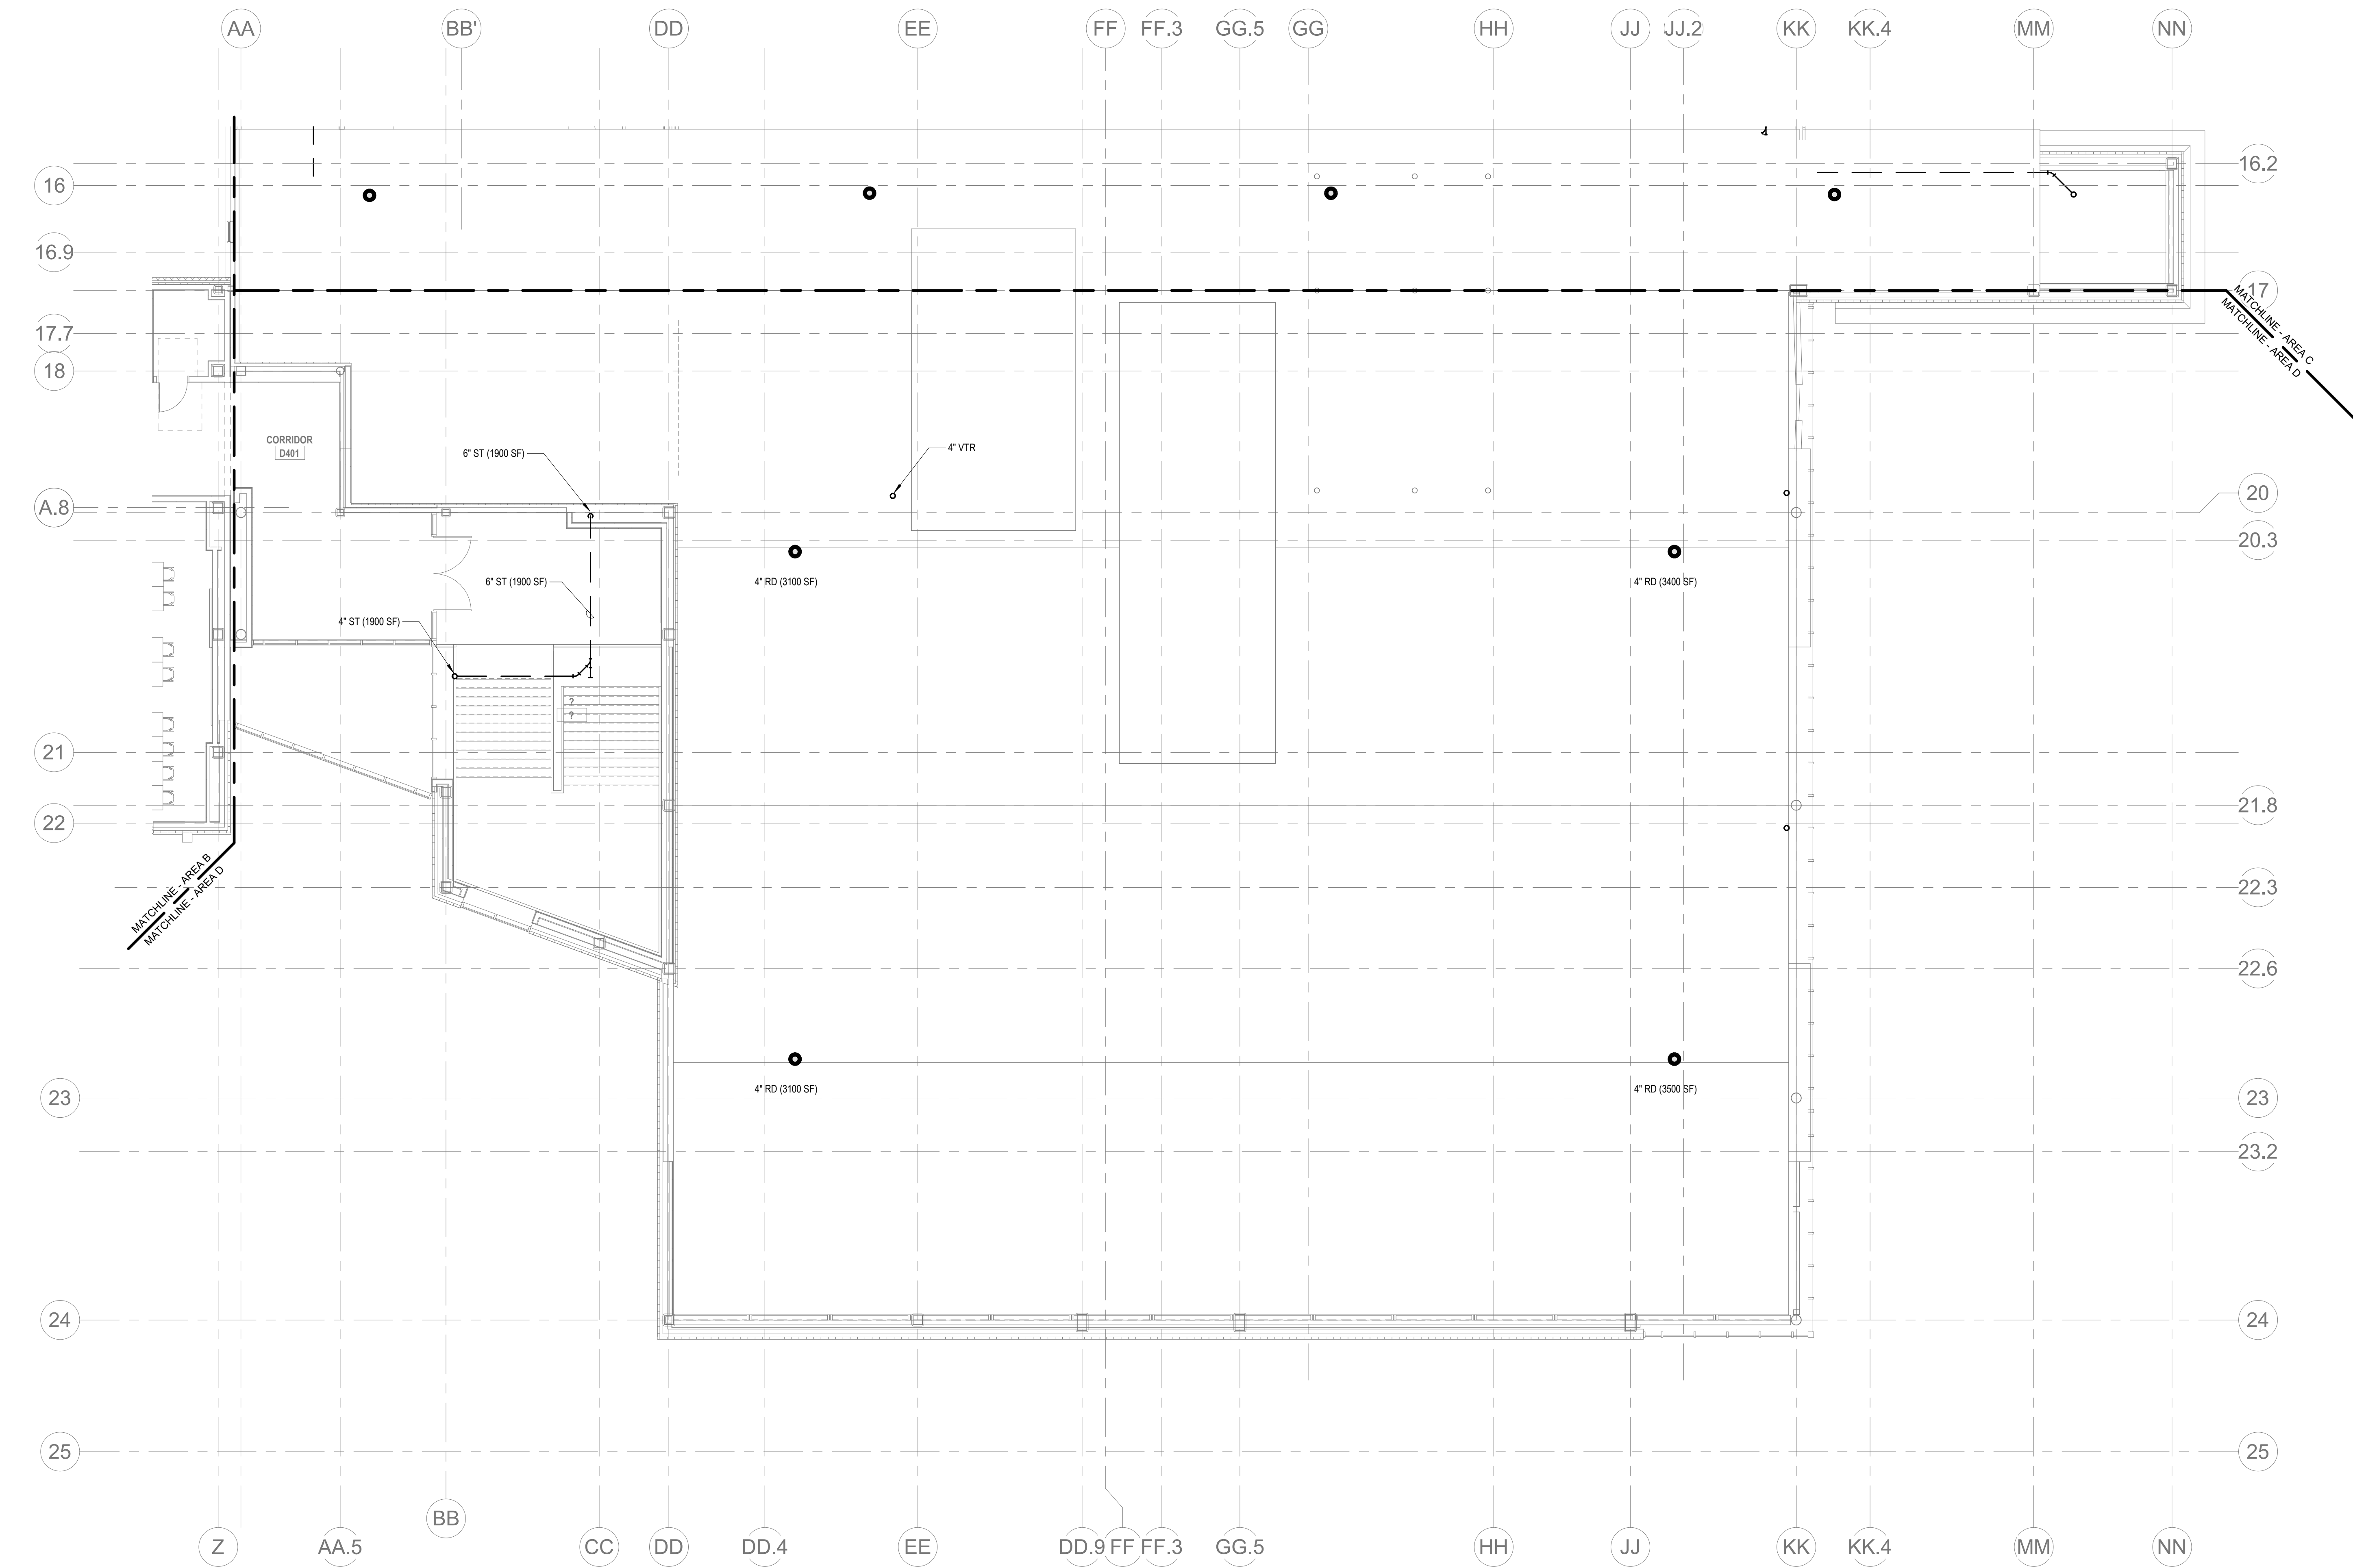 AA
BB'
DD
EE
FF
FF.3
GG.5
GG
HH
JJ
JJ.2
KK
KK.4
MM
NN
16
16.2
16.9
17
MATCHLINE - AREA C
MATCHLINE - AREA D
17.7
18
CORRIDOR
D401
6" ST (1900 SF)
4" VTR
A.8
20
20.3
6" ST (1900 SF)
4" RD (3100 SF)
4" RD (3400 SF)
4" ST (1900 SF)
?
?
21
22
21.8
MATCHLINE - AREA B
MATCHLINE - AREA D
22.3
22.6
4" RD (3100 SF)
4" RD (3500 SF)
23
23
23.2
24
24
25
25
BB
Z
AA.5
CC
DD
DD.4
EE
DD.9
FF
FF.3
GG.5
HH
JJ
KK
KK.4
MM
NN